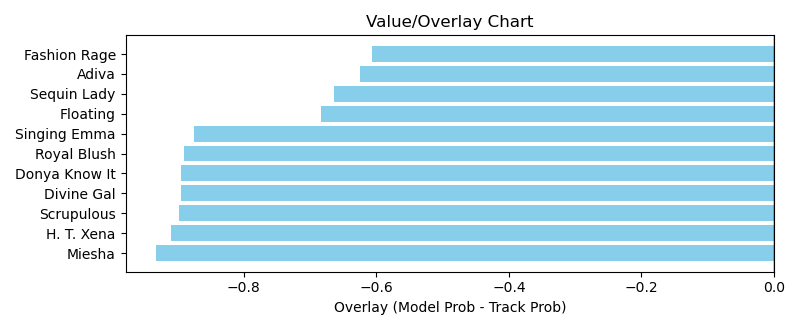 Value/Overlay Chart
Fashion Rage
Adiva
Sequin Lady
Floating
Singing Emma
Royal Blush
Donya Know It
Divine Gal
Scrupulous
H. T. Xena
Miesha
−0.8 −0.6 −0.4 −0.2 0.0
Overlay (Model Prob - Track Prob)